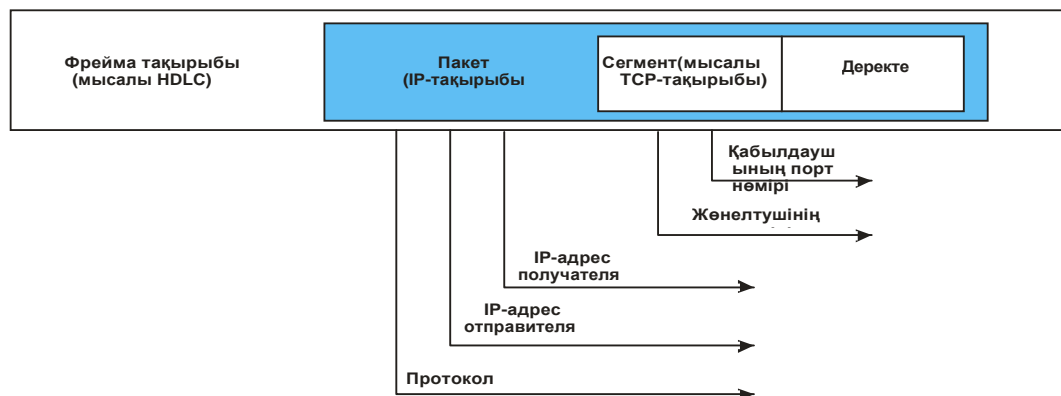 Фрейма тақырыбы
(мысалы HDLC)
Пакет
(IP-тақырыбы
Сегмент(мысалы
TCP-тақырыбы)
Деректе
Қабылдауш
ының порт
нөмірі
Жөнелтушінің
IP-адрес
получателя
IP-адрес
отправителя
Протокол